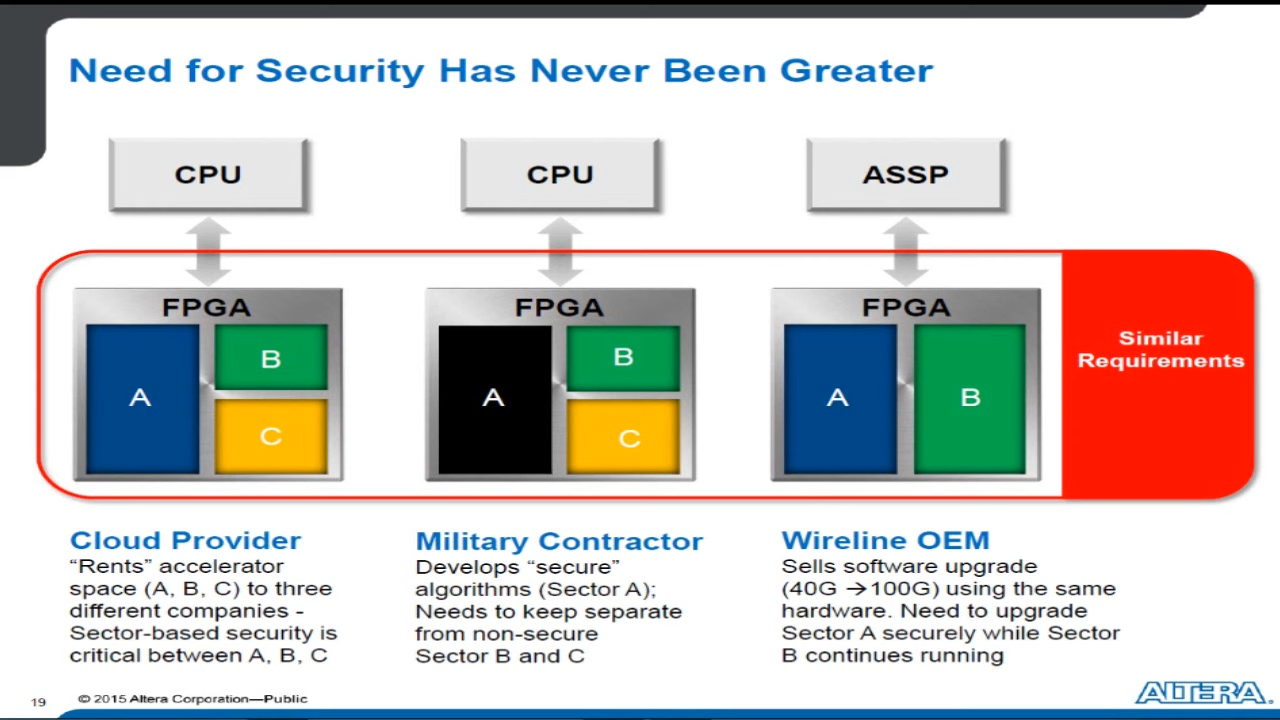 Need for Security Has Never Been Greater
CPU
CPU
ASSP
FPGA
A
B
C
FPGA
A
B
C
FPGA
A
B
Similar
Requirements
Cloud Provider
“Rents” accelerator
space (A, B, C) to three
different companies -
Sector-based security is
critical between A, B, C
Military Contractor
Develops “secure”
algorithms (Sector A);
Needs to keep separate
from non-secure
Sector B and C
Wireline OEM
Sells software upgrade
(40G →100G) using the same
hardware. Need to upgrade
Sector A securely while Sector
B continues running
19
© 2015 Altera Corporation—Public
ALTERA®